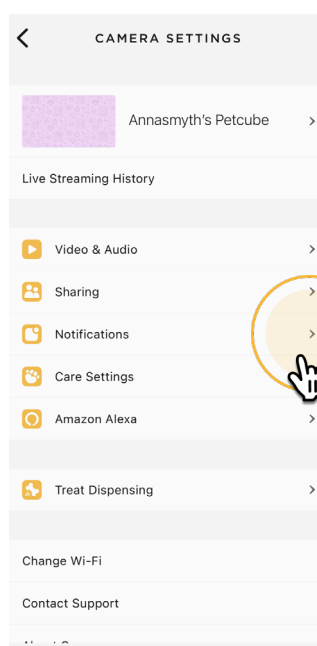 CAMERA SETTINGS
Annasmyth's Petcube
Live Streaming History
Video & Audio
Sharing
Notifications
Care Settings
Amazon Alexa
Treat Dispensing
Change Wi-Fi
Contact Support